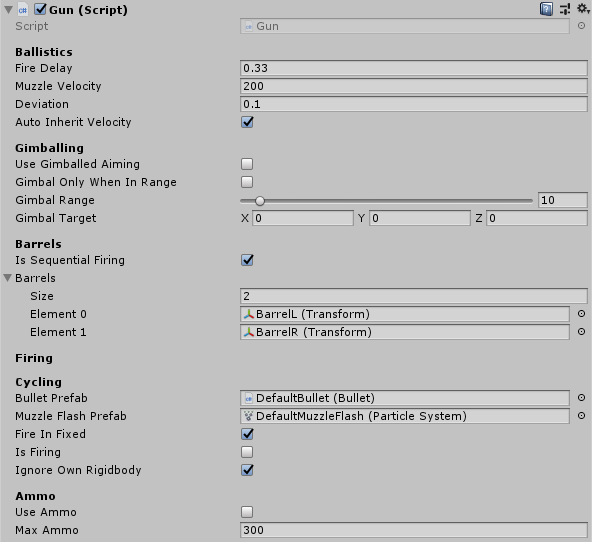 Gun (Script)
Script Gun
Ballistics
Fire Delay 0.33
Muzzle Velocity 200
Deviation 0.1
Auto Inherit Velocity
Gimballing
Use Gimballed Aiming
Gimbal Only When In Range
Gimbal Range 10
Gimbal Target X 0 Y 0 Z 0
Barrels
Is Sequential Firing
Barrels
Size 2
Element 0 BarrelL (Transform)
Element 1 BarrelR (Transform)
Firing
Cycling
Bullet Prefab DefaultBullet (Bullet)
Muzzle Flash Prefab DefaultMuzzleFlash (Particle System)
Fire In Fixed
Is Firing
Ignore Own Rigidbody
Ammo
Use Ammo
Max Ammo 300